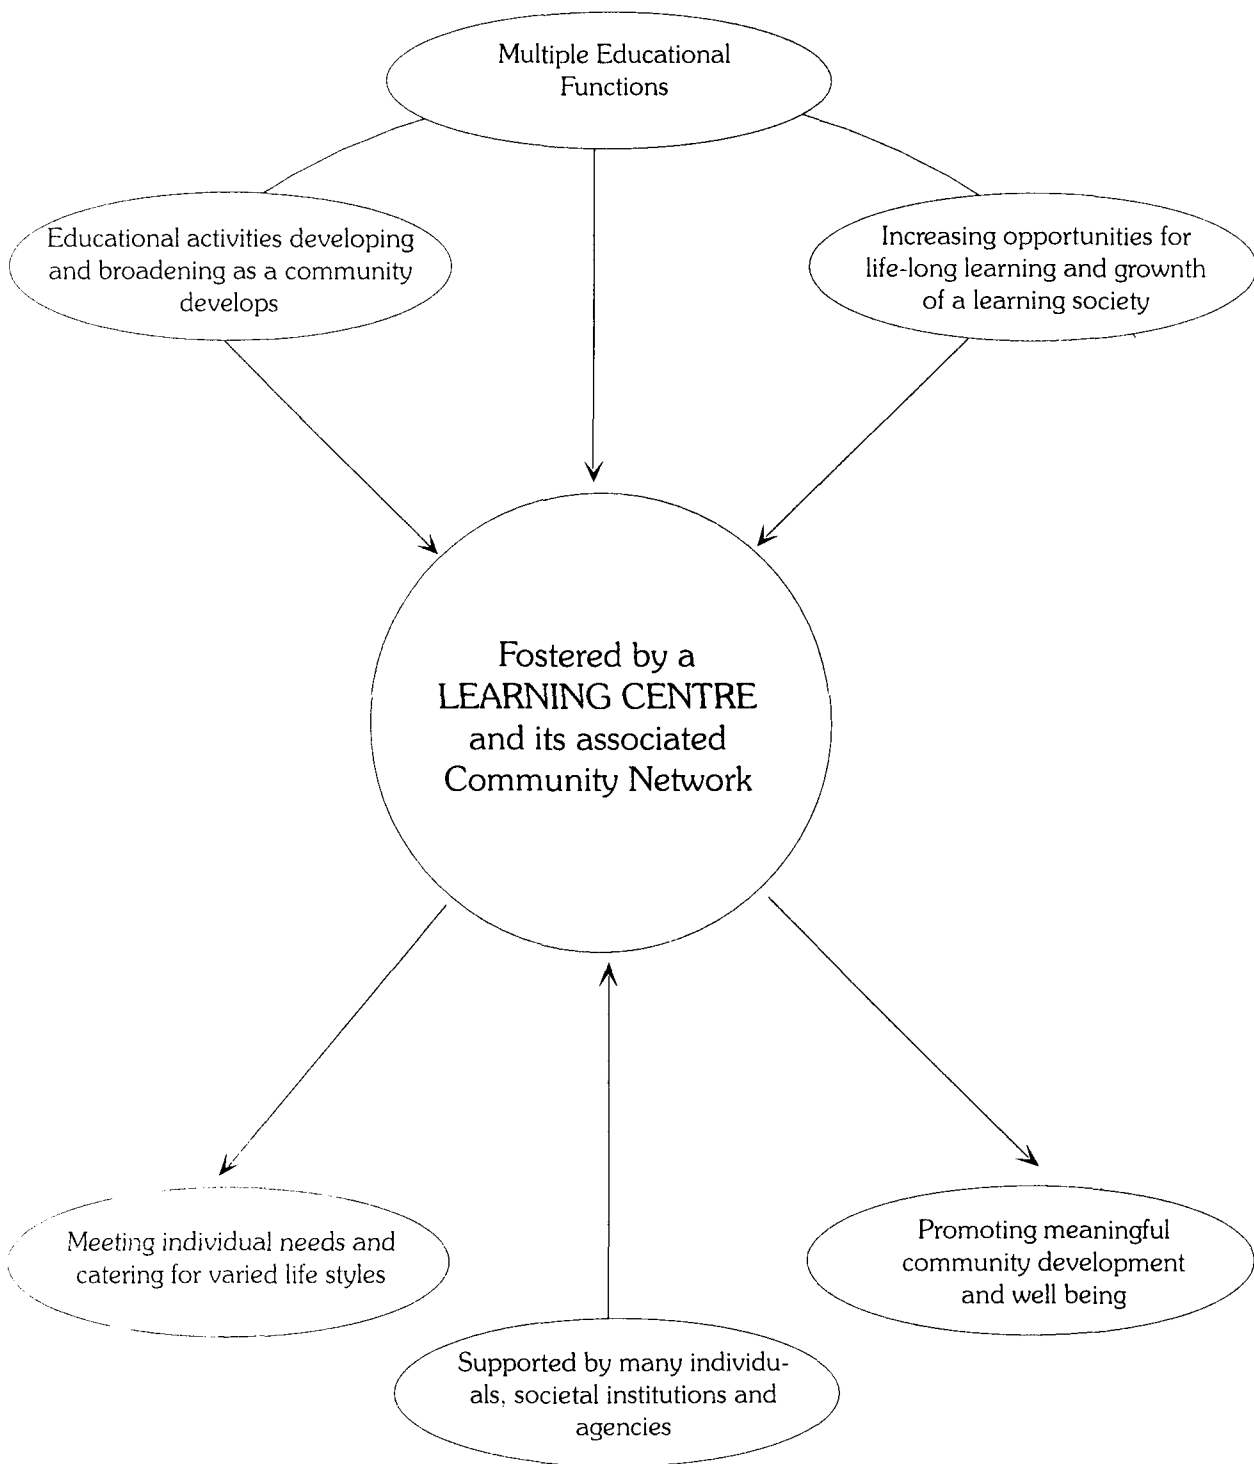 Multiple Educational
Functions
Educational activities developing
and broadening as a community
develops
Increasing opportunities for
life-long learning and grownth
of a learning society
Fostered by a
LEARNING CENTRE
and its associated
Community Network
Meeting individual needs and
catering for varied life styles
Promoting meaningful
community development
and well being
Supported by many individu-
als, societal institutions and
agencies